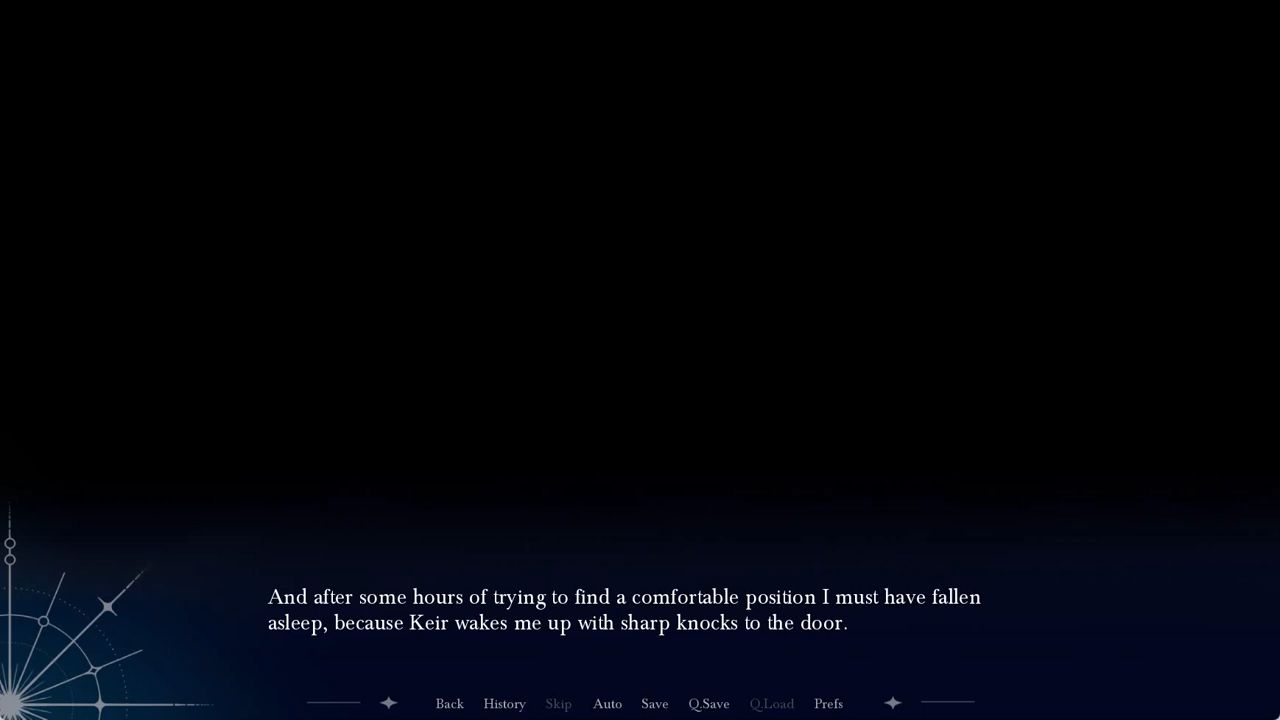 And after some hours of trying to find a comfortable position I must have fallen
asleep, because Keir wakes me up with sharp knocks to the door.
Back History Skip Auto Save Q.Save Q.Load Prefs